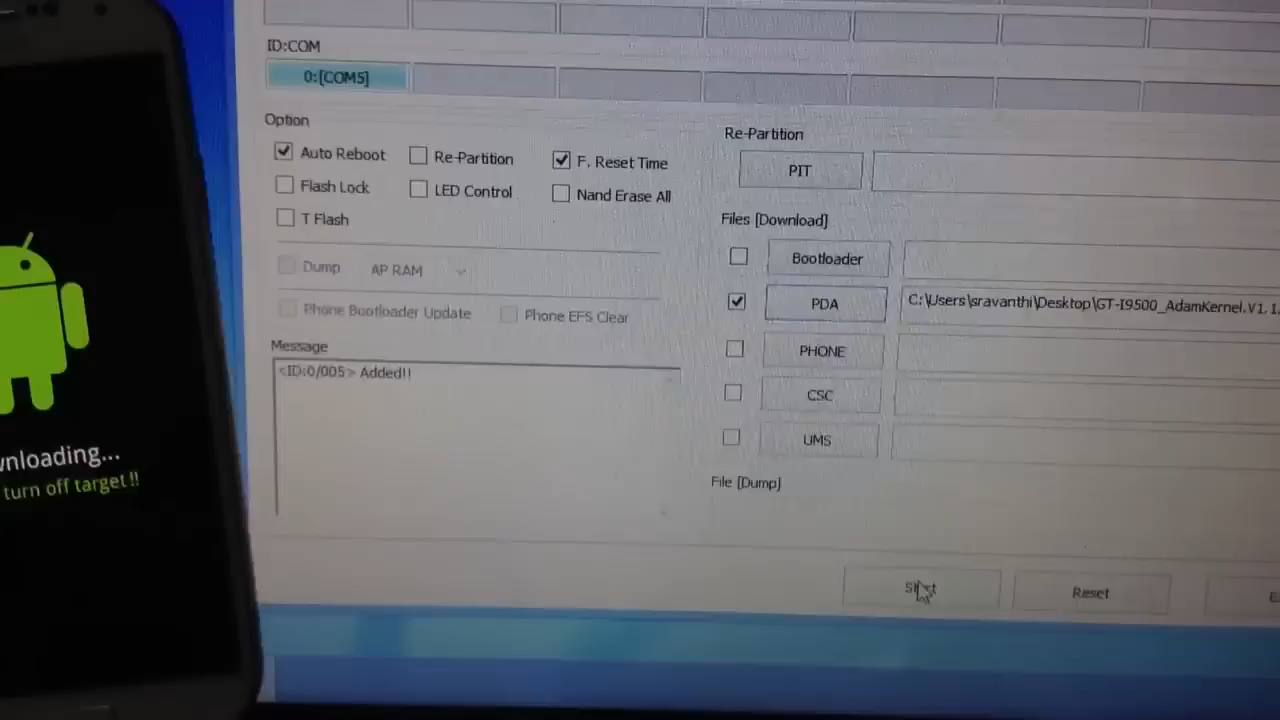 ID:COM
0:[COM5]
Option
Auto Reboot
Re-Partition
F. Reset Time
Flash Lock
LED Control
Nand Erase All
T Flash
Dump
AP RAM
Phone Bootloader Update
Phone EFS Clear
Message
<ID:0/005> Added!!
Re-Partition
PIT
Files [Download]
Bootloader
PDA
C:\Users\sravanthi\Desktop\GT-I9500_AdamKernel.V1.1.
PHONE
CSC
UMS
File [Dump]
Start
Reset
wnloading...
turn off target!!